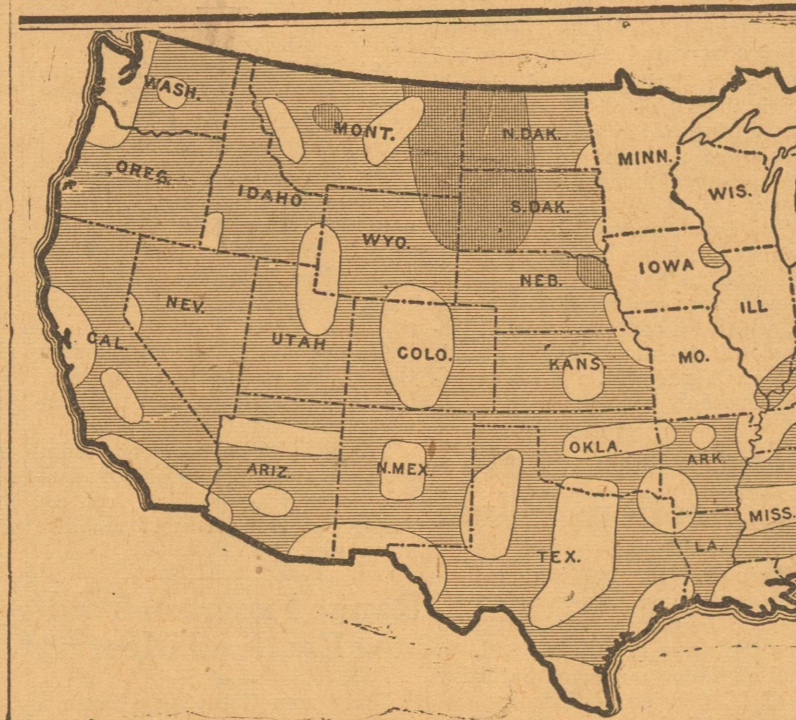 WASH.
MONT.
N.DAK.
MINN.
OREG.
IDAHO
S.DAK.
WIS.
WYO.
IOWA
NEB.
NEV.
ILL
CAL.
UTAH
COLO.
KANS.
MO.
OKLA.
ARK.
ARIZ.
N.MEX.
MISS.
TEX.
LA.